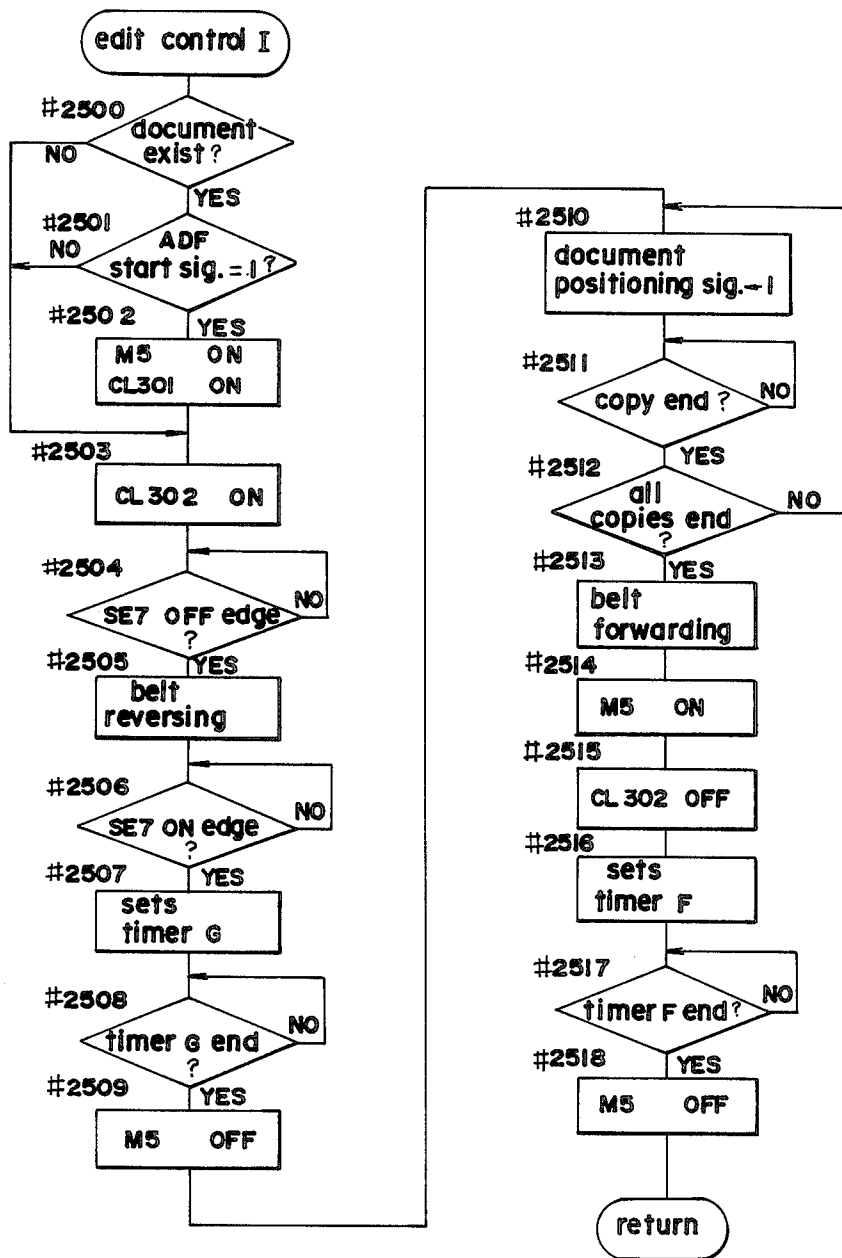 edit control I
#2500
document
exist?
NO
YES
#2501
NO
ADF
start sig.=1?
#2502
YES
M5 ON
CL301 ON
#2503
CL302 ON
#2504
SE7 OFF edge
?
NO
#2505
YES
belt
reversing
#2506
SE7 ON edge
?
NO
#2507
YES
sets
timer G
#2508
timer G end
?
NO
#2509
YES
M5 OFF
#2510
document
positioning sig.←1
#2511
copy end?
NO
YES
#2512
all
copies end
?
NO
#2513
YES
belt
forwarding
#2514
M5 ON
#2515
CL302 OFF
#2516
sets
timer F
#2517
timer F end?
NO
#2518
YES
M5 OFF
return